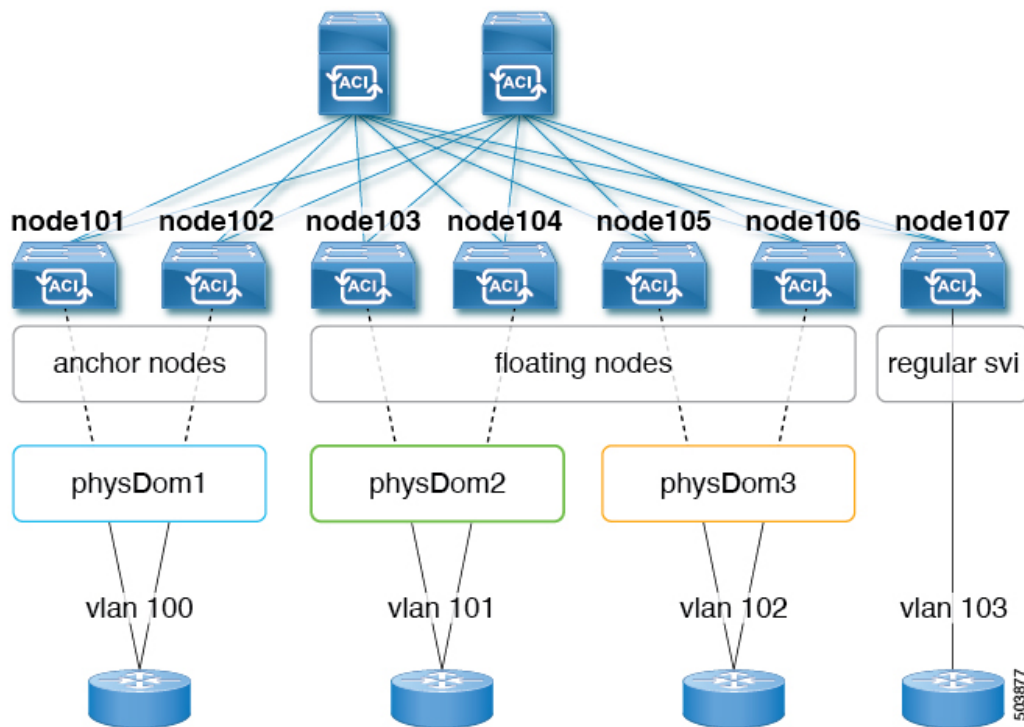 ACI ACI
node101 node102 node103 node104 node105 node106 node107
ACI ACI ACI ACI ACI ACI ACI
anchor nodes floating nodes regular svi
physDom1 physDom2 physDom3
vlan 100 vlan 101 vlan 102 vlan 103
503877